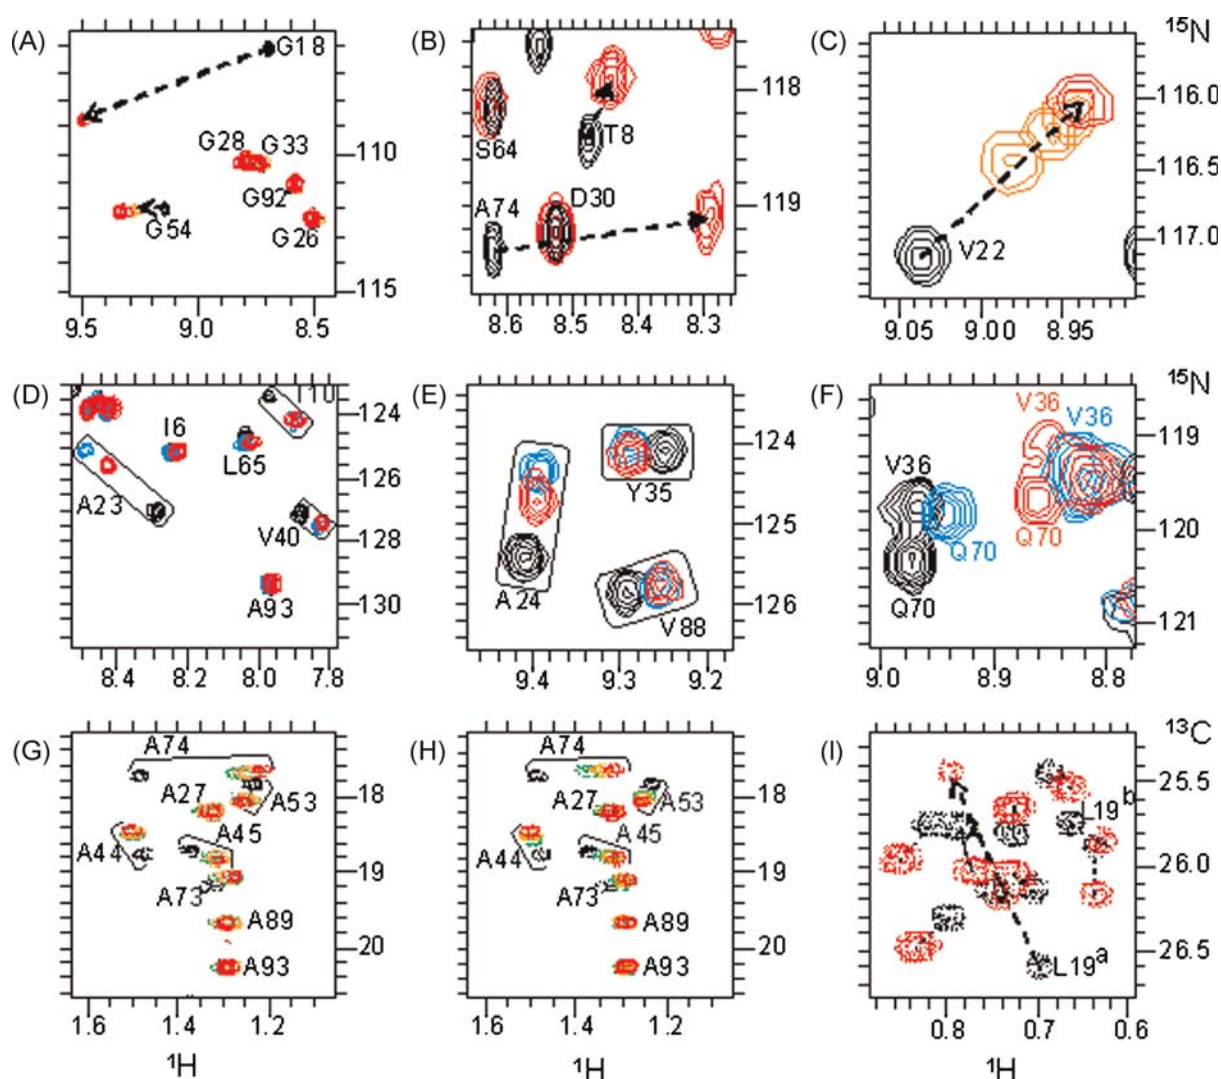 (A)
G18
G28
G33
G92
G54
G26
110
115
9.5
9.0
8.5
(B)
118
T8
S64
A74
D30
119
8.6
8.5
8.4
8.3
(C)
15N
116.0
116.5
117.0
V22
9.05
9.00
8.95
(D)
I6
L65
A23
V40
A93
124
125
128
130
8.4
8.2
8.0
7.8
(E)
Y35
A24
V88
124
125
126
9.4
9.3
9.2
(F)
15N
V36
V36
V36
Q70
Q70
Q70
119
120
121
9.0
8.9
8.8
(G)
A74
A27
A53
A45
A44
A73
A89
A93
18
19
20
1.6
1.4
1.2
1H
(H)
A74
A27
A53
A45
A44
A73
A89
A93
18
19
20
1.6
1.4
1.2
1H
(I)
13C
25.5
L19b
26.0
26.5
L19a
0.8
0.7
0.6
1H